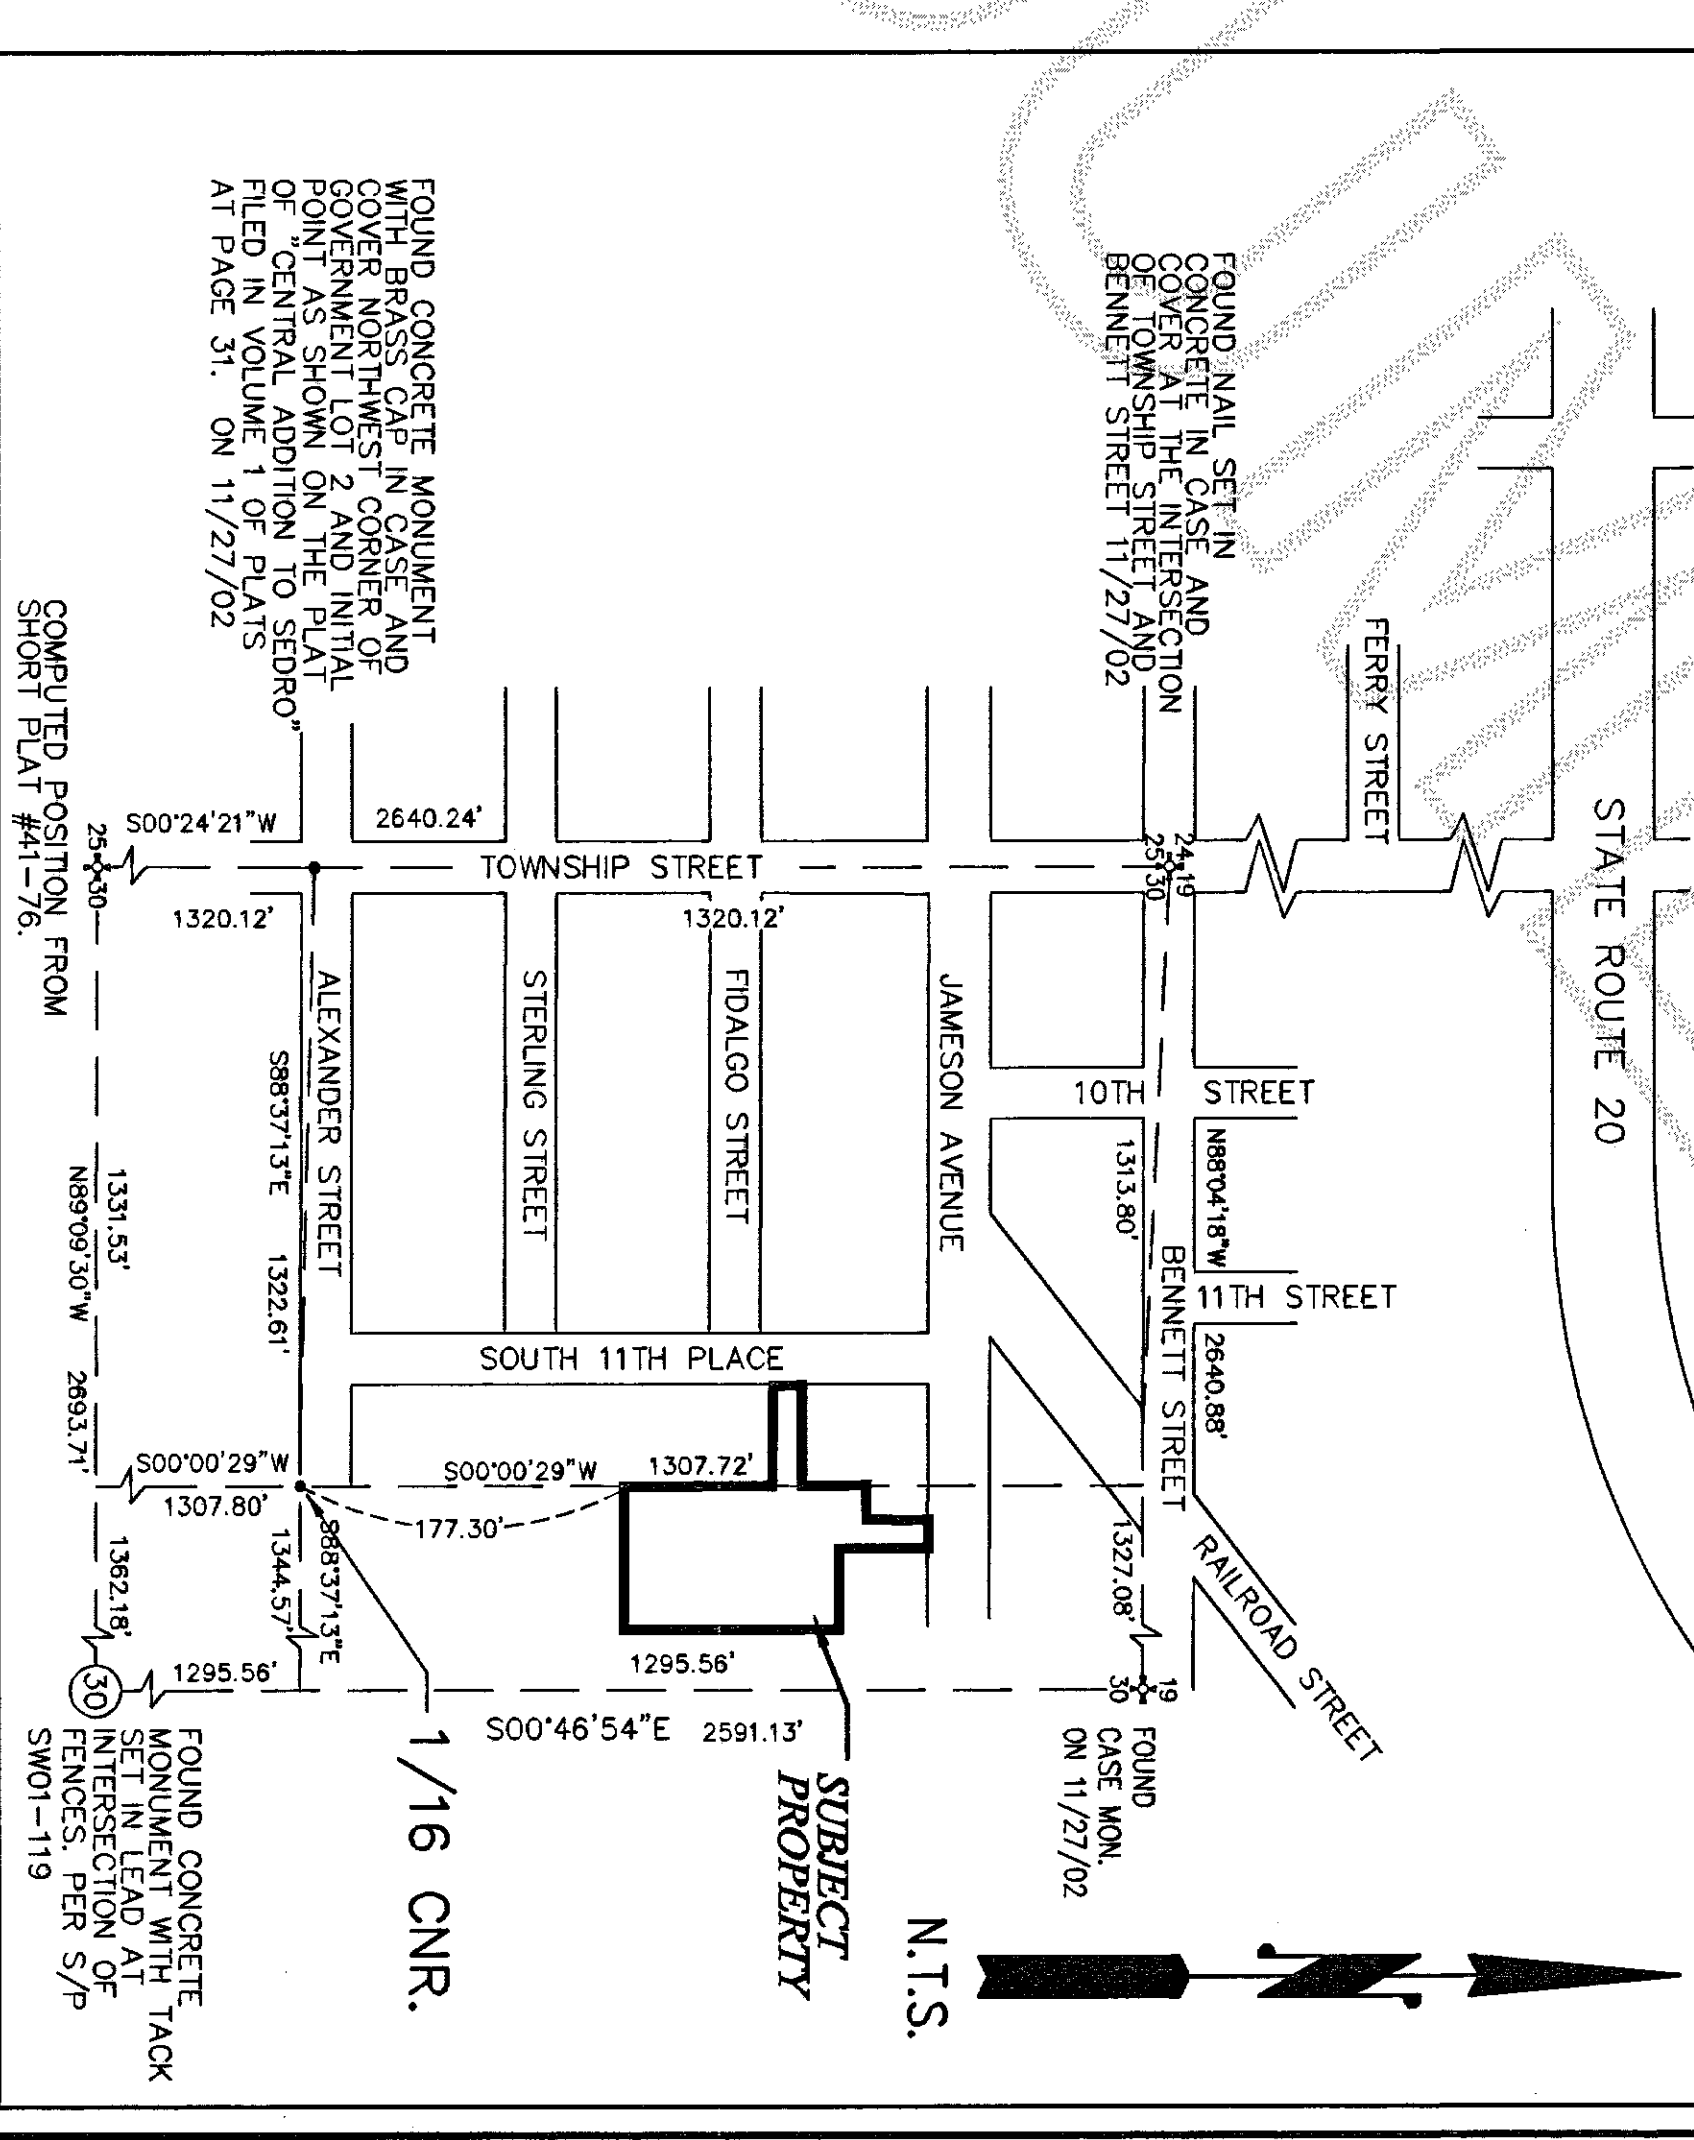 STATE ROUTE 20
FERRY STREET
FOUND NAIL SET IN
CONCRETE IN CASE AND
COVER AT THE INTERSECTION
OF TOWNSHIP STREET AND
BENNETT STREET 11/27/02
24 19
25 30
10TH STREET
N88°04'18"W
11TH STREET
2640.88'
1313.80'
BENNETT STREET
1327.08'
RAILROAD STREET
19
30
FOUND
CASE MON.
ON 11/27/02
N.T.S.
JAMESON AVENUE
SUBJECT
PROPERTY
TOWNSHIP STREET
1320.12'
FIDALGO STREET
STERLING STREET
SOUTH 11TH PLACE
S00°00'29"W
1307.72'
177.30'
1295.56'
S00°46'54"E 2591.13'
FOUND CONCRETE MONUMENT
WITH BRASS CAP IN CASE AND
COVER NORTHWEST CORNER OF
GOVERNMENT LOT 2 AND INITIAL
POINT AS SHOWN ON THE PLAT
OF "CENTRAL ADDITION TO SEDRO"
FILED IN VOLUME 1 OF PLATS
AT PAGE 31. ON 11/27/02
2640.24'
S00°24'21"W
1320.12'
ALEXANDER STREET
S88°37'13"E 1322.61'
S88°37'13"E
1344.57'
1/16 CNR.
S00°00'29"W
1307.80'
1295.56'
25 30
1331.53'
N89°09'30"W 2693.71'
1362.18'
30
COMPUTED POSITION FROM
SHORT PLAT #41-76.
FOUND CONCRETE
MONUMENT WITH TACK
SET IN LEAD AT
INTERSECTION OF
FENCES. PER S/P
SW01-119